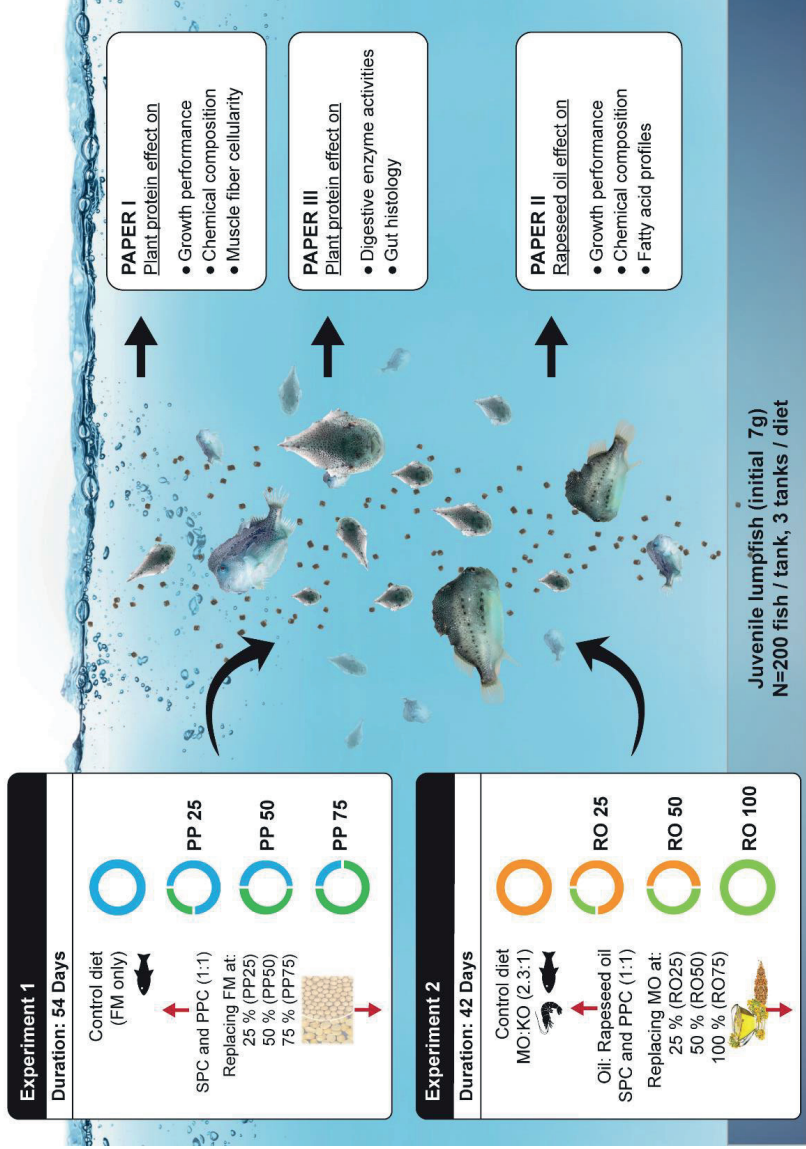 Experiment 1
Duration: 54 Days
Control diet
(FM only)
SPC and PPC (1:1)
Replacing FM at:
25 % (PP25)
50 % (PP50)
75 % (PP75)
PP 25
PP 50
PP 75
Experiment 2
Duration: 42 Days
Control diet
MO:KO (2.3:1)
Oil: Rapeseed oil
SPC and PPC (1:1)
Replacing MO at:
25 % (RO25)
50 % (RO50)
100 % (RO75)
RO 25
RO 50
RO 100
PAPER I
Plant protein effect on
● Growth performance
● Chemical composition
● Muscle fiber cellularity
PAPER III
Plant protein effect on
● Digestive enzyme activities
● Gut histology
PAPER II
Rapeseed oil effect on
● Growth performance
● Chemical composition
● Fatty acid profiles
Juvenile lumpfish (initial 7g)
N=200 fish / tank, 3 tanks / diet